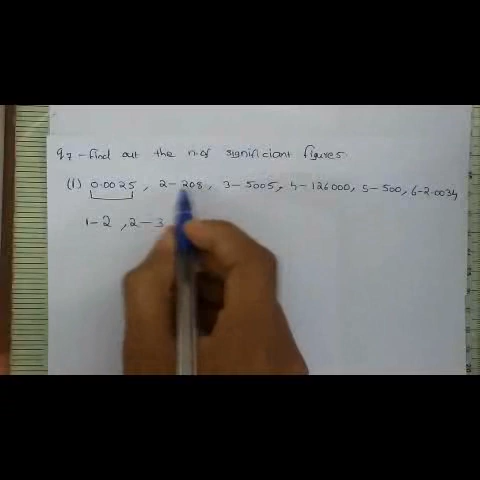 Q7 - Find out the n.of significiant figures.
(1) 0.0025, 2- 208, 3- 5005, 4- 126000, 5- 500, 6- 2.0034
1-2, 2-3